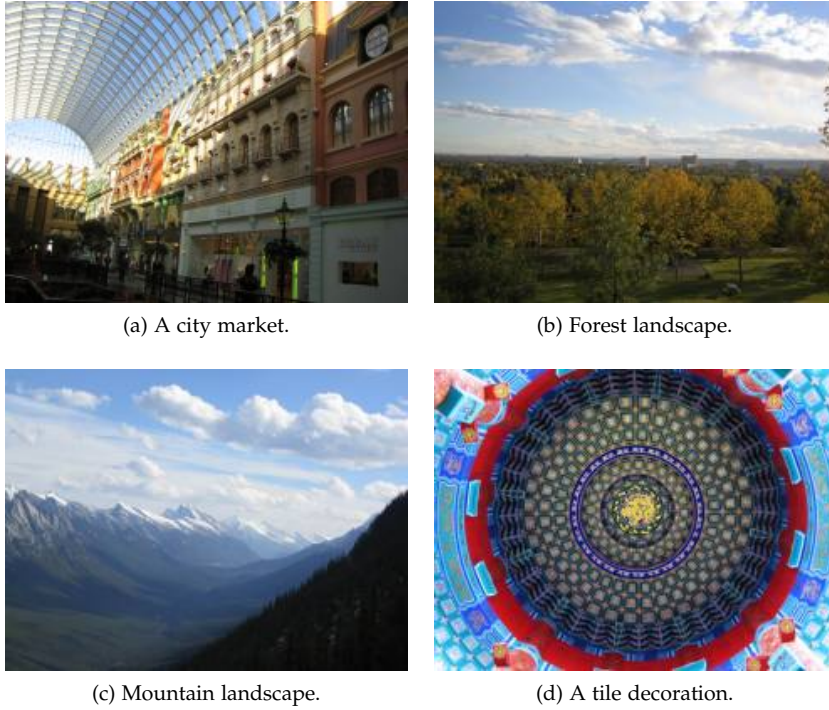 (a) A city market.
(b) Forest landscape.
(c) Mountain landscape.
(d) A tile decoration.